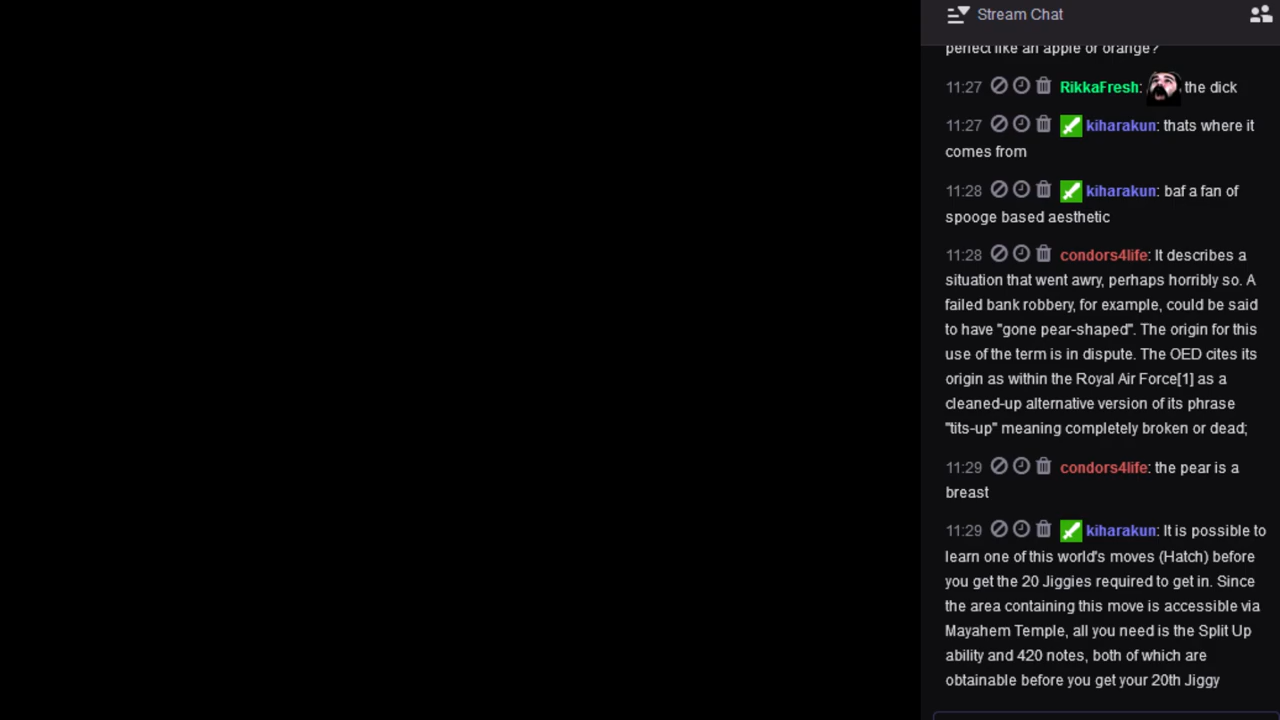 Stream Chat
perfect like an apple or orange?
11:27 RikkaFresh: the dick
11:27 kiharakun: thats where it
comes from
11:28 kiharakun: baf a fan of
spooge based aesthetic
11:28 condors4life: It describes a
situation that went awry, perhaps horribly so. A
failed bank robbery, for example, could be said
to have "gone pear-shaped". The origin for this
use of the term is in dispute. The OED cites its
origin as within the Royal Air Force[1] as a
cleaned-up alternative version of its phrase
"tits-up" meaning completely broken or dead;
11:29 condors4life: the pear is a
breast
11:29 kiharakun: It is possible to
learn one of this world's moves (Hatch) before
you get the 20 Jiggies required to get in. Since
the area containing this move is accessible via
Mayahem Temple, all you need is the Split Up
ability and 420 notes, both of which are
obtainable before you get your 20th Jiggy